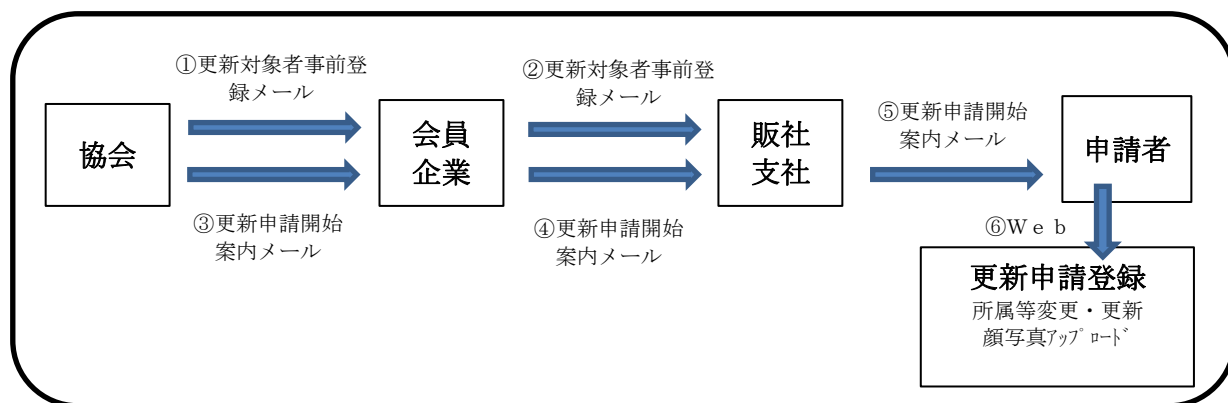 ①更新対象者事前登
録メール
②更新対象者事前登
録メール
⑤更新申請開始
案内メール
協会
会員
企業
販社
支社
申請者
③更新申請開始
案内メール
④更新申請開始
案内メール
⑥Ｗｅｂ
更新申請登録
所属等変更・更新
顔写真ｱｯﾌﾟﾛｰﾄﾞ